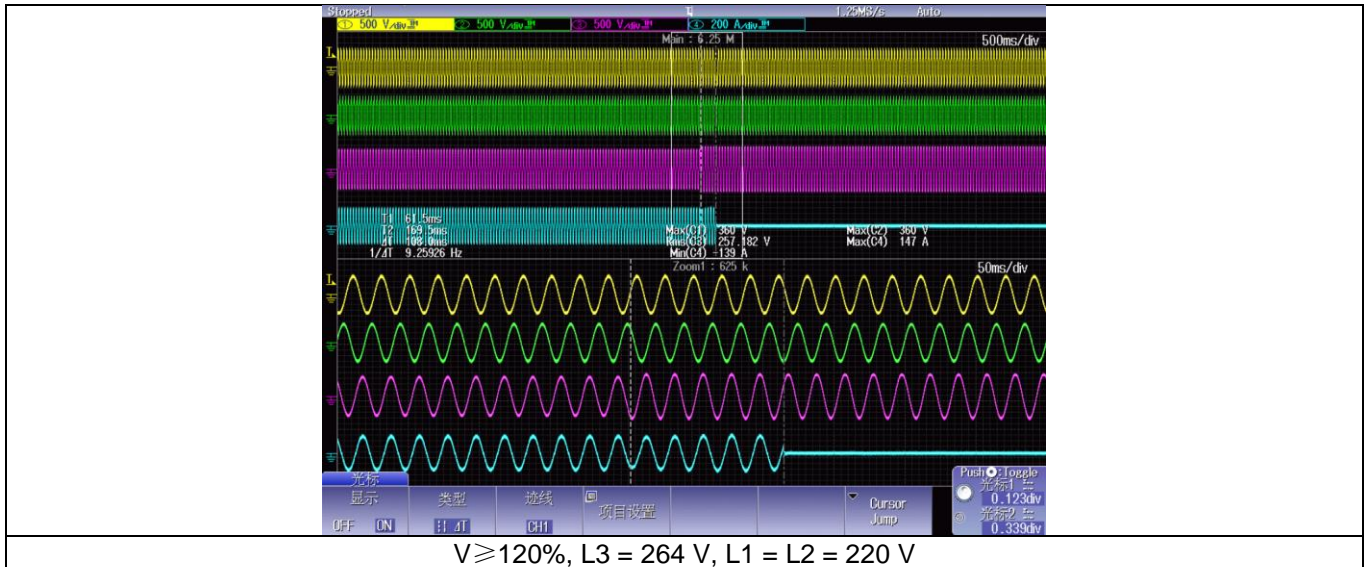 Stopped 1.25MS/s Auto
① 500 V/div ② 500 V/div ③ 500 V/div ④ 200 A/div
Main : 6.25 M 500ms/div
T1 61.5ms
T2 169.5ms Max(C1) 360 V Max(C2) 360 V
ΔT 108.0ms Rms(C3) 257.182 V Max(C4) 147 A
1/ΔT 9.25926 Hz Min(C4) -139 A
Zoom1 : 625 k 50ms/div
光标
显示 类型 迹线 项目设置 Cursor Jump
OFF ON ΔT CH1
Push :Toggle
光标1
0.123div
光标2
0.339div
V≥120%, L3 = 264 V, L1 = L2 = 220 V